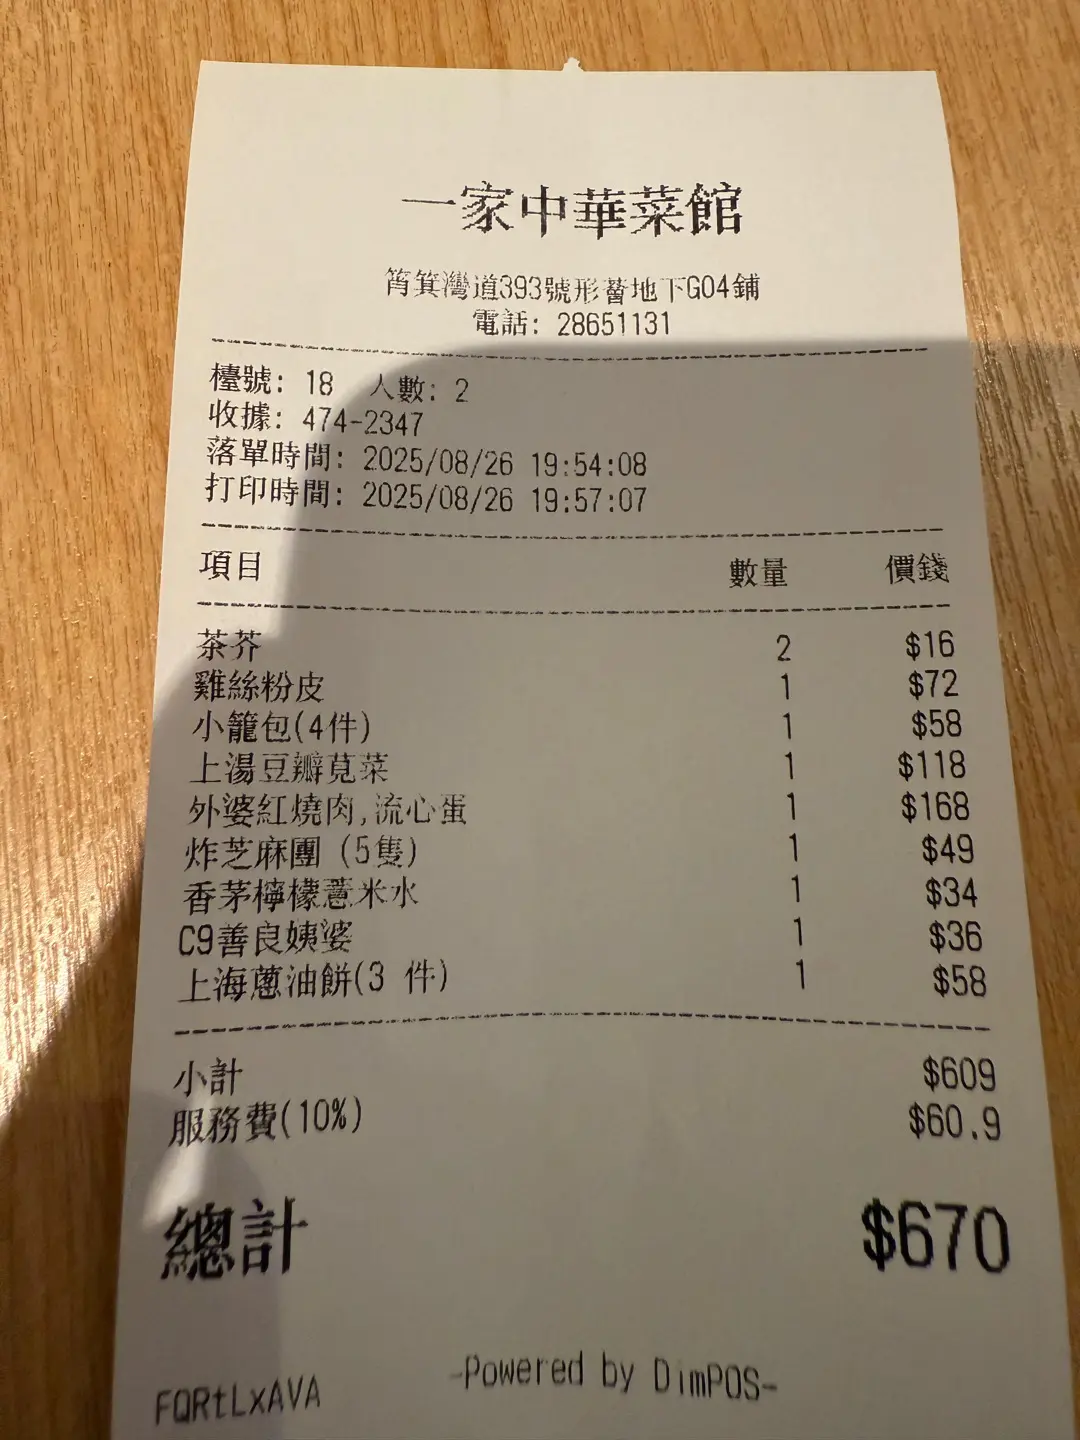 一家中華菜館
筲箕灣道393號形薈地下G04鋪
電話: 28651131
檯號: 18 人數: 2
收據: 474-2347
落單時間: 2025/08/26 19:54:08
打印時間: 2025/08/26 19:57:07
項目 數量 價錢
茶芥 2 $16
雞絲粉皮 1 $72
小籠包(4件) 1 $58
上湯豆瓣莧菜 1 $118
外婆紅燒肉,流心蛋 1 $168
炸芝麻團 (5隻) 1 $49
香茅檸檬薏米水 1 $34
C9善良姨婆 1 $36
上海蔥油餅(3 件) 1 $58
小計 $609
服務費(10%) $60.9
總計 $670
-Powered by DimPOS-
FQRtLxAVA